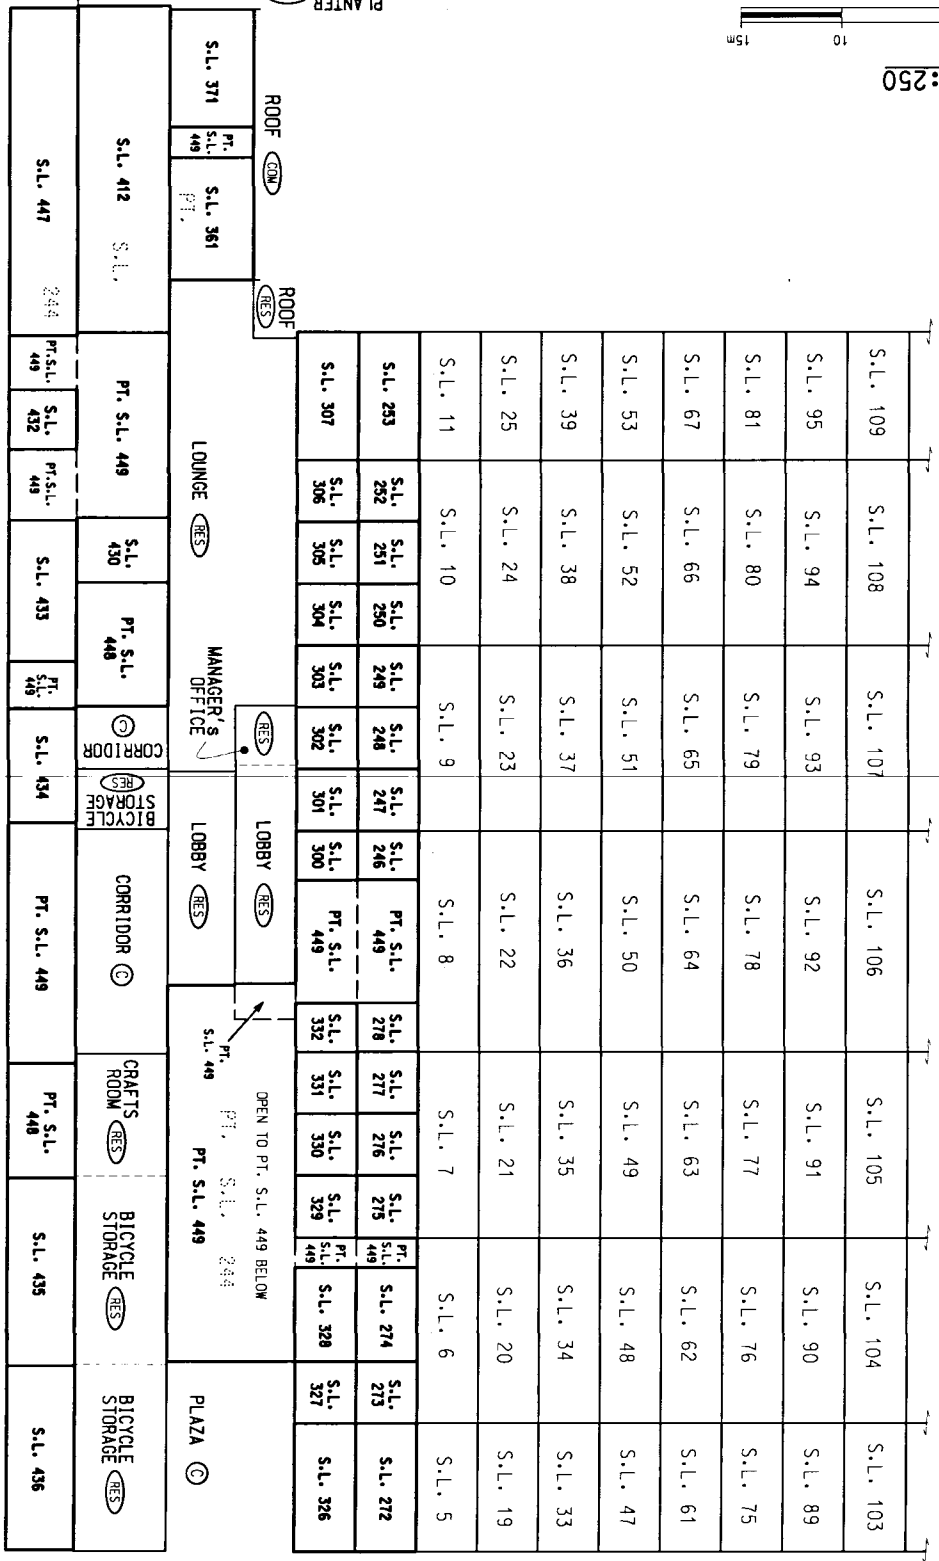 PLANTER
15m
10
:250
S.L. 371
PT.
S.L.
449
S.L. 361
PT.
ROOF COM
ROOF
RES
S.L. 412
S.L.
S.L. 447
244
PT.S.L.
449
S.L.
432
PT.S.L.
449
S.L. 433
PT.
S.L.
449
S.L. 434
PT. S.L. 449
PT. S.L.
448
S.L. 435
S.L. 436
PT. S.L. 449
S.L.
430
PT. S.L.
448
CORRIDOR
C
BICYCLE
STORAGE
RES
CORRIDOR C
CRAFTS
ROOM RES
BICYCLE
STORAGE RES
BICYCLE
STORAGE RES
LOUNGE RES
MANAGER'S
OFFICE
RES
LOBBY RES
LOBBY RES
PT.
S.L. 449
OPEN TO PT. S.L. 449 BELOW
PT. S.L. 244
PT. S.L. 449
PLAZA C
S.L. 307
S.L.
306
S.L.
305
S.L.
304
S.L.
303
S.L.
302
S.L.
301
S.L.
300
PT. S.L.
449
S.L.
332
S.L.
331
S.L.
330
S.L.
329
PT.
S.L.
449
S.L. 328
S.L.
327
S.L. 326
S.L. 253
S.L.
252
S.L.
251
S.L.
250
S.L.
249
S.L.
248
S.L.
247
S.L.
246
PT. S.L.
449
S.L.
278
S.L.
277
S.L.
276
S.L.
275
PT.
S.L.
449
S.L. 274
S.L.
273
S.L. 272
S.L. 11
S.L. 10
S.L. 9
S.L. 8
S.L. 7
S.L. 6
S.L. 5
S.L. 25
S.L. 24
S.L. 23
S.L. 22
S.L. 21
S.L. 20
S.L. 19
S.L. 39
S.L. 38
S.L. 37
S.L. 36
S.L. 35
S.L. 34
S.L. 33
S.L. 53
S.L. 52
S.L. 51
S.L. 50
S.L. 49
S.L. 48
S.L. 47
S.L. 67
S.L. 66
S.L. 65
S.L. 64
S.L. 63
S.L. 62
S.L. 61
S.L. 81
S.L. 80
S.L. 79
S.L. 78
S.L. 77
S.L. 76
S.L. 75
S.L. 95
S.L. 94
S.L. 93
S.L. 92
S.L. 91
S.L. 90
S.L. 89
S.L. 109
S.L. 108
S.L. 107
S.L. 106
S.L. 105
S.L. 104
S.L. 103